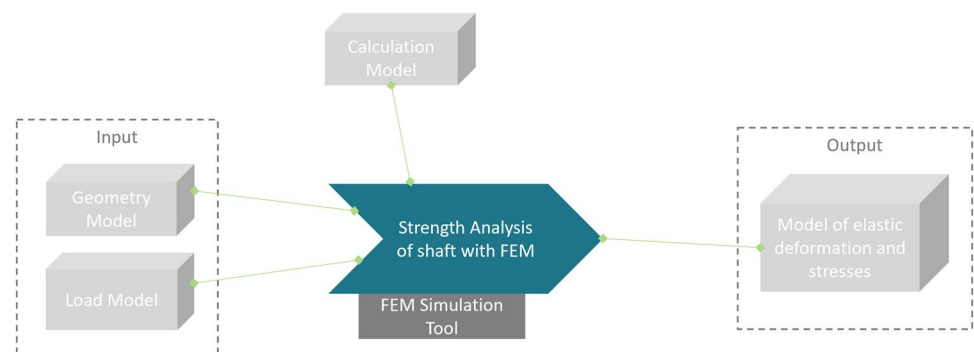 Calculation
Model
Input
Geometry
Model
Load Model
Strength Analysis
of shaft with FEM
FEM Simulation
Tool
Output
Model of elastic
deformation and
stresses